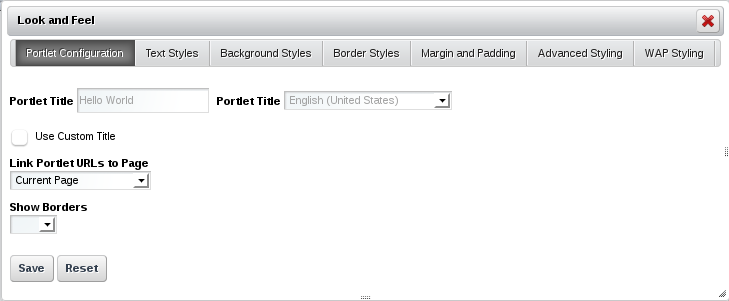 Look and Feel
Portlet Configuration Text Styles Background Styles Border Styles Margin and Padding Advanced Styling WAP Styling
Portlet Title Hello World Portlet Title English (United States)
Use Custom Title
Link Portlet URLs to Page
Current Page
Show Borders
Save Reset